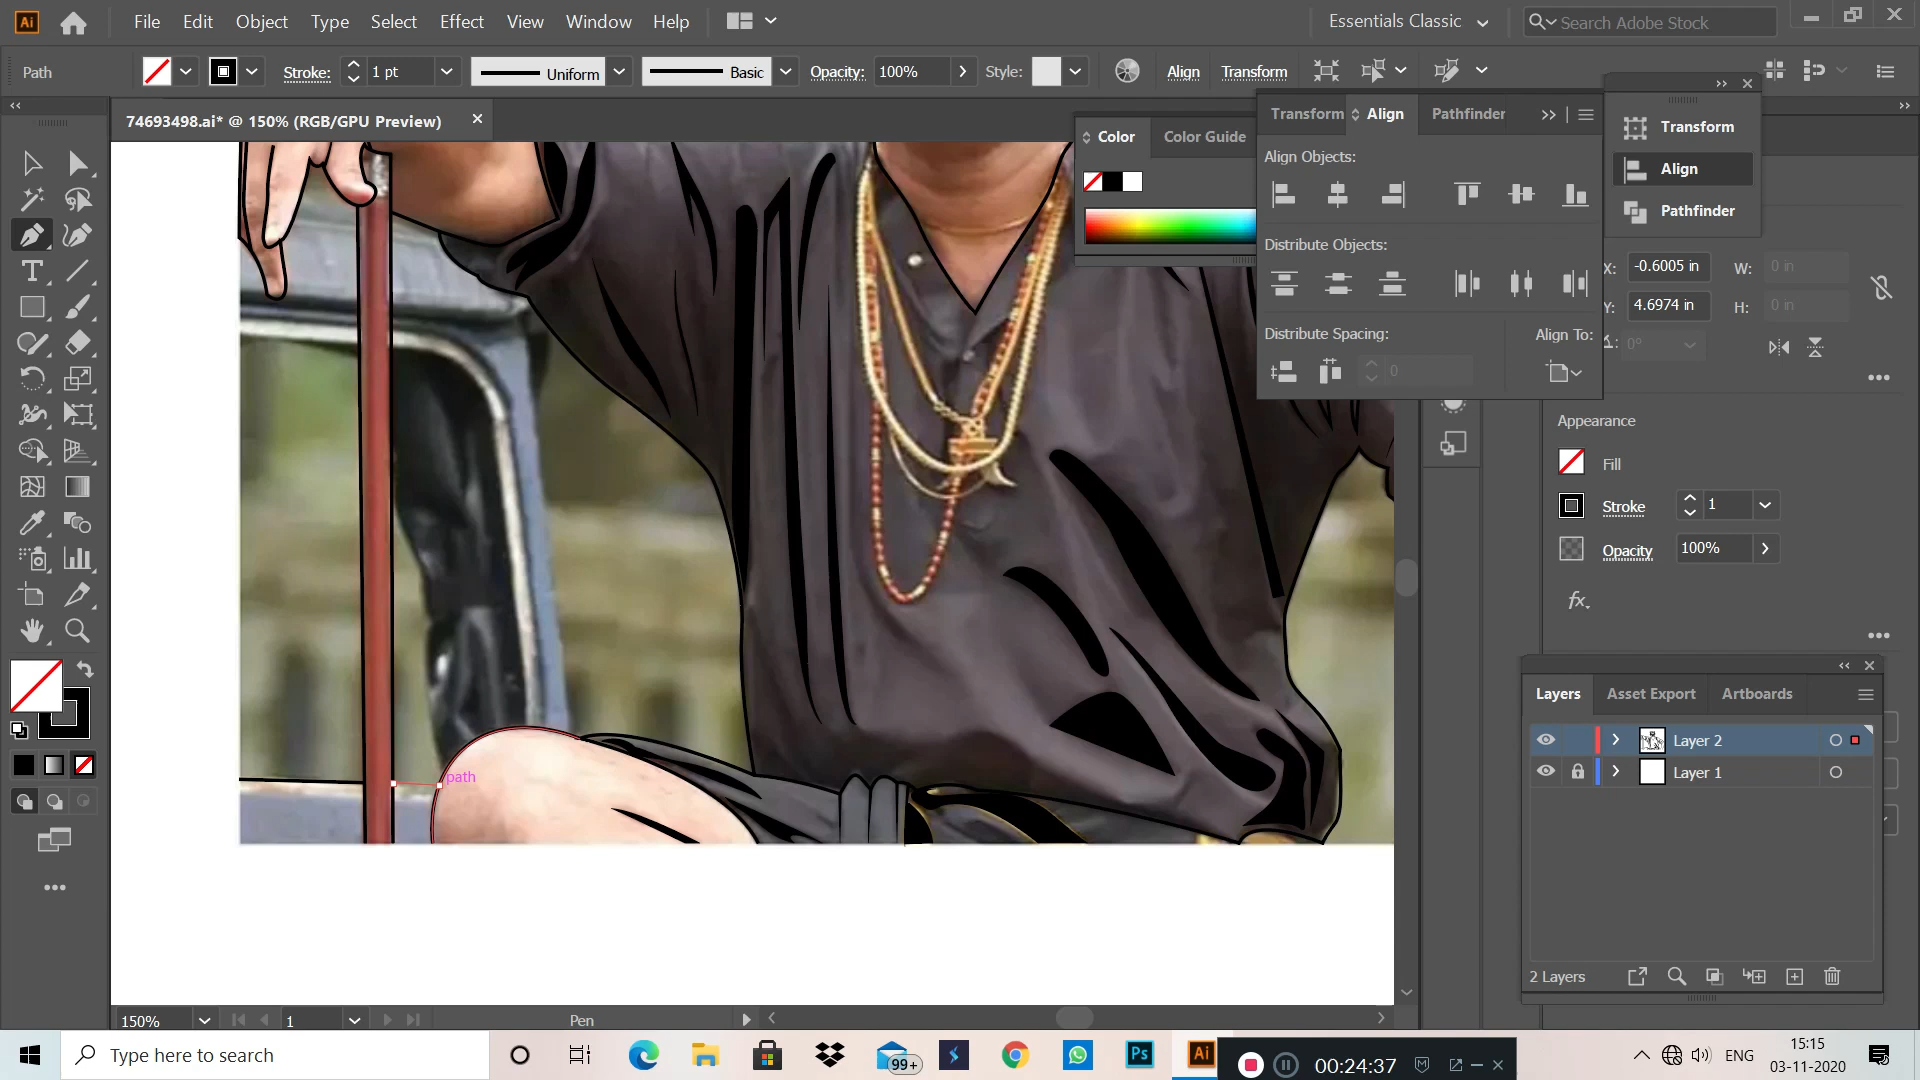 Ai File Edit Object Type Select Effect View Window Help Essentials Classic Search Adobe Stock
Path Stroke: 1 pt Uniform Basic Opacity: 100% Style: Align Transform
74693498.ai* @ 150% (RGB/GPU Preview)
Color Color Guide
Transform Align Pathfinder
Align Objects:
Distribute Objects:
Distribute Spacing:
Align To:
0
Transform
Align
Pathfinder
X: -0.6005 in W: 0 in
Y: 4.6974 in H: 0 in
0°
Appearance
Fill
Stroke 1
Opacity 100%
fx.
path
Layers Asset Export Artboards
Layer 2
Layer 1
2 Layers
150% 1 Pen
Type here to search
99+
Ps
Ai
00:24:37
ENG
15:15
03-11-2020